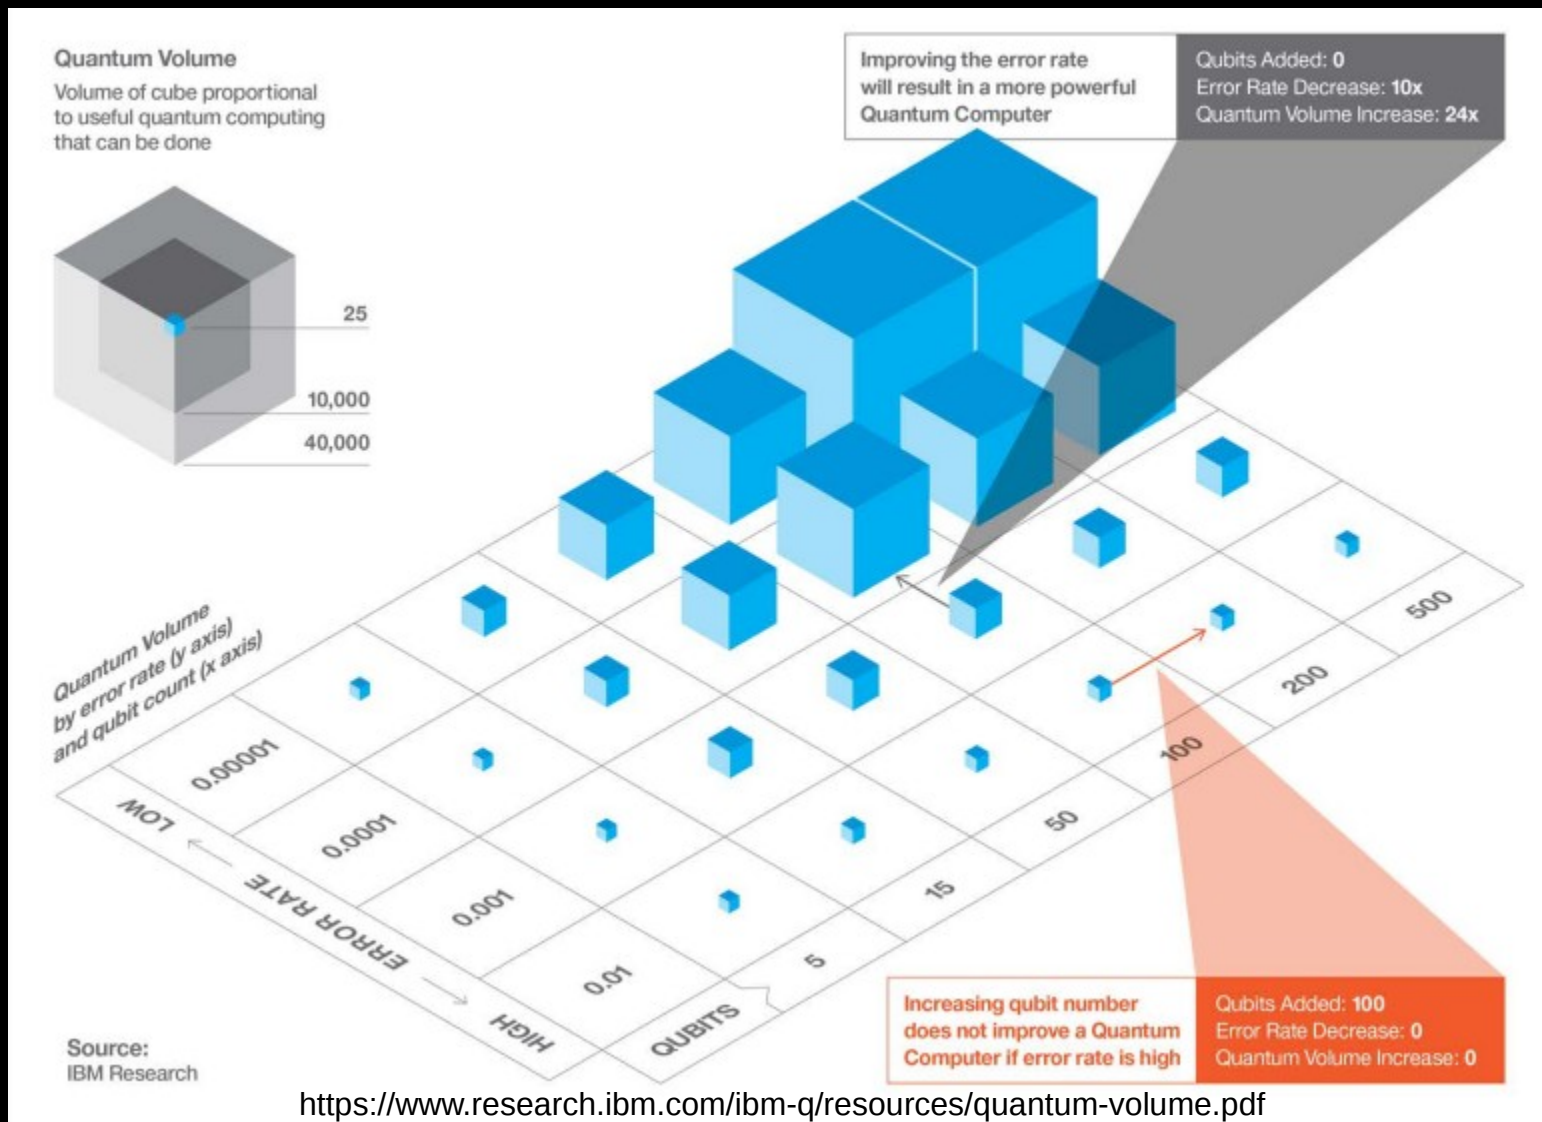 Quantum Volume
Volume of cube proportional
to useful quantum computing
that can be done
25
10,000
40,000
Improving the error rate
will result in a more powerful
Quantum Computer
Qubits Added: 0
Error Rate Decrease: 10x
Quantum Volume Increase: 24x
Quantum Volume
by error rate (y axis)
and qubit count (x axis)
0.00001
0.0001
0.001
0.01
LOW
ERROR RATE
HIGH
QUBITS
5
15
50
100
200
500
Increasing qubit number
does not improve a Quantum
Computer if error rate is high
Qubits Added: 100
Error Rate Decrease: 0
Quantum Volume Increase: 0
Source:
IBM Research
https://www.research.ibm.com/ibm-q/resources/quantum-volume.pdf